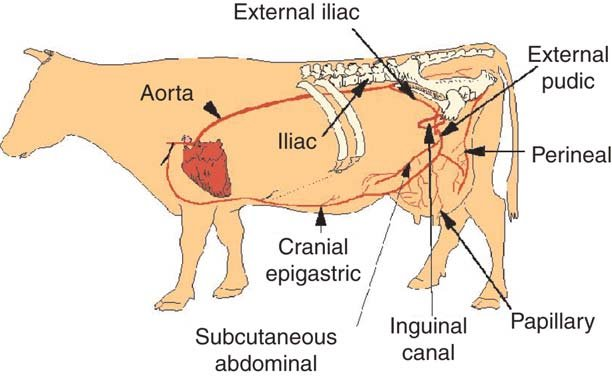 External iliac
External
pudic
Aorta
Iliac
Perineal
Cranial
epigastric
Subcutaneous
abdominal
Inguinal
canal
Papillary